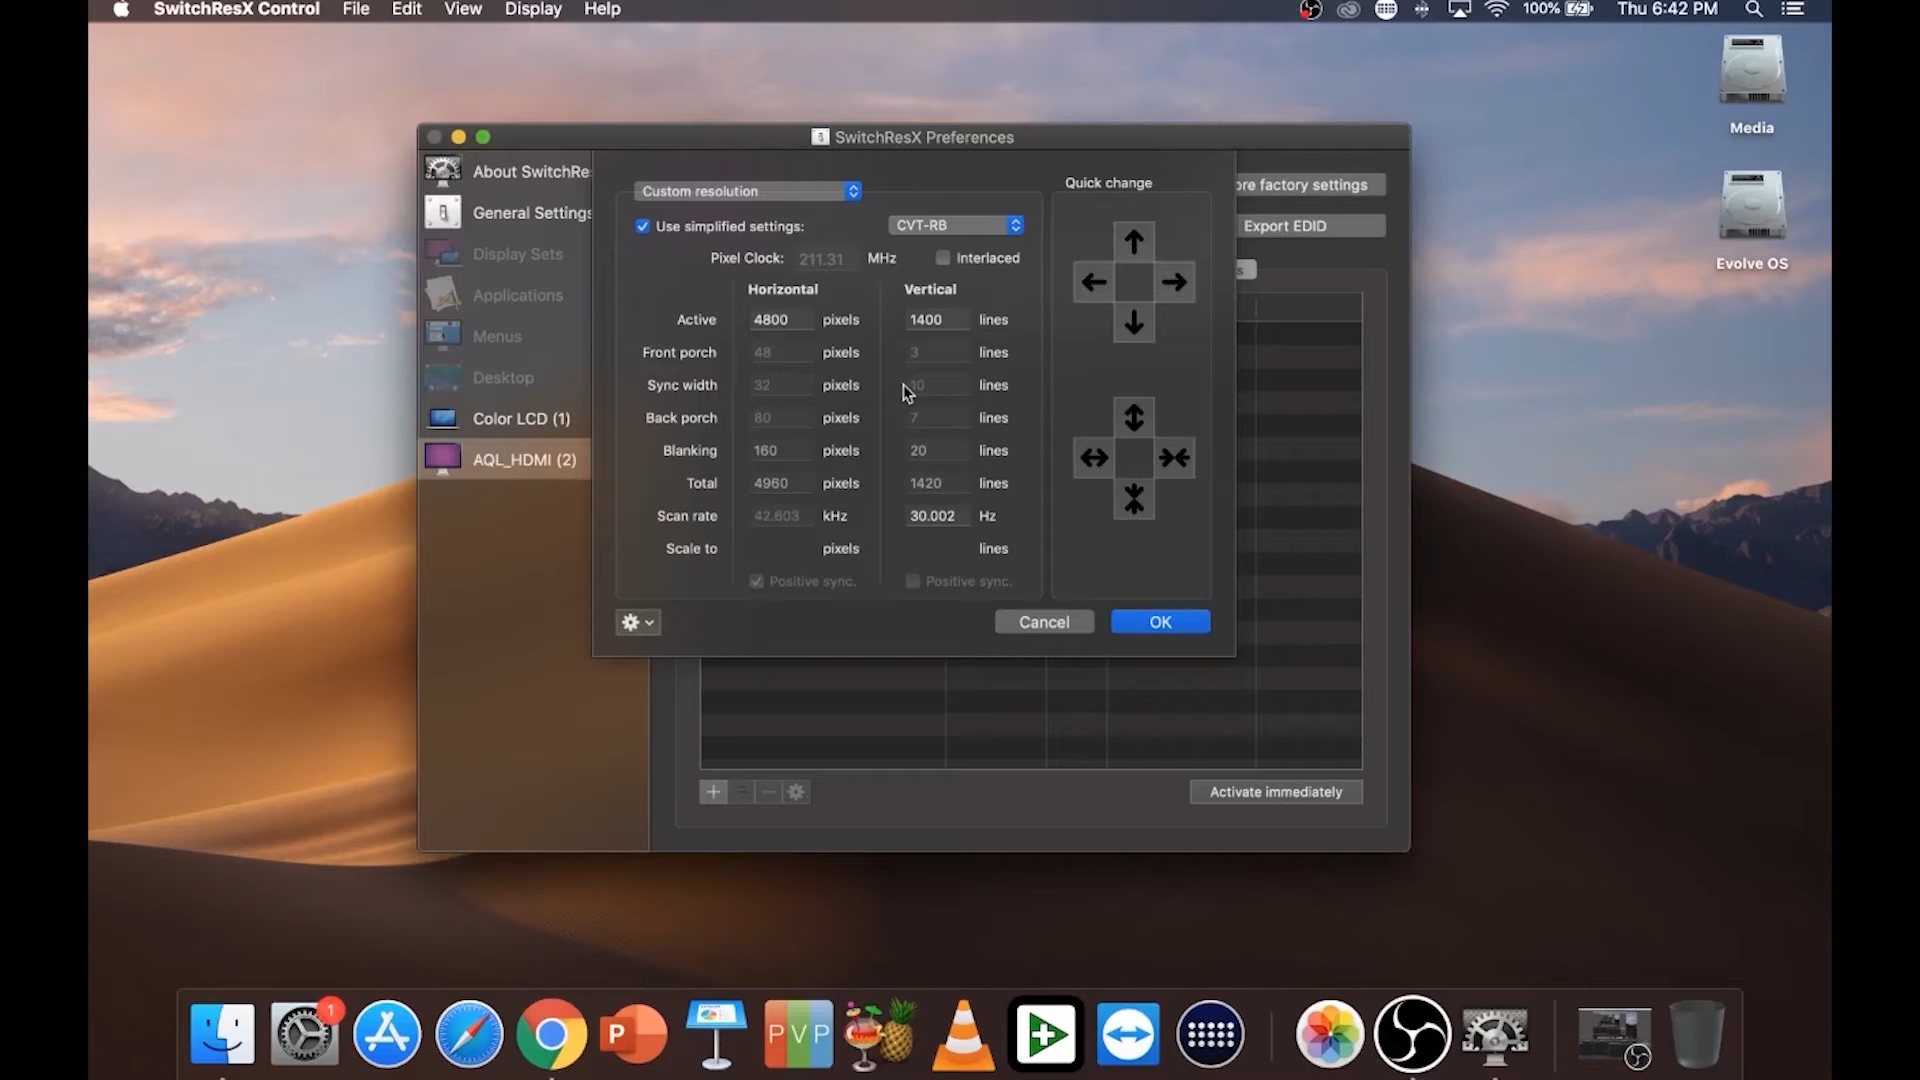 SwitchResX Control File Edit View Display Help 100% Thu 6:42 PM
Media
Evolve OS
SwitchResX Preferences
About SwitchRe
General Settings
Display Sets
Applications
Menus
Desktop
Color LCD (1)
AQL_HDMI (2)
Custom resolution
Quick change
ore factory settings
Use simplified settings: CVT-RB
Export EDID
Pixel Clock: 211.31 MHz Interlaced
s
Horizontal Vertical
Active 4800 pixels 1400 lines
Front porch 48 pixels 3 lines
Sync width 32 pixels 10 lines
Back porch 80 pixels 7 lines
Blanking 160 pixels 20 lines
Total 4960 pixels 1420 lines
Scan rate 42.603 kHz 30.002 Hz
Scale to pixels lines
Positive sync. Positive sync.
Cancel OK
Activate immediately
1
P
PVP